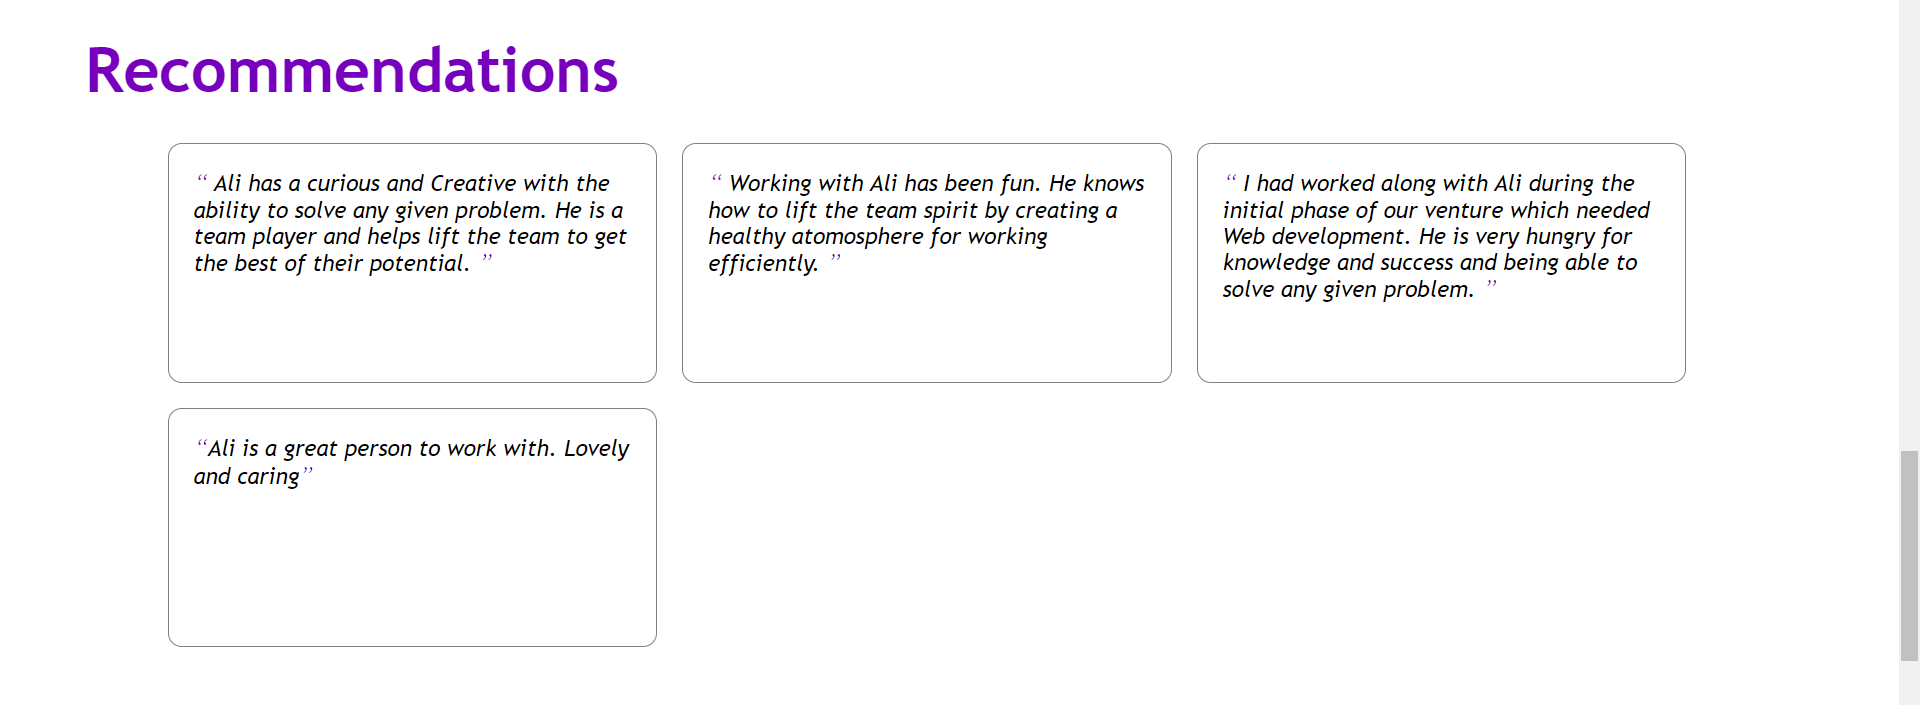 Recommendations
“ Ali has a curious and Creative with the
ability to solve any given problem. He is a
team player and helps lift the team to get
the best of their potential. ”
“ Working with Ali has been fun. He knows
how to lift the team spirit by creating a
healthy atomosphere for working
efficiently. ”
“ I had worked along with Ali during the
initial phase of our venture which needed
Web development. He is very hungry for
knowledge and success and being able to
solve any given problem. ”
“Ali is a great person to work with. Lovely
and caring”